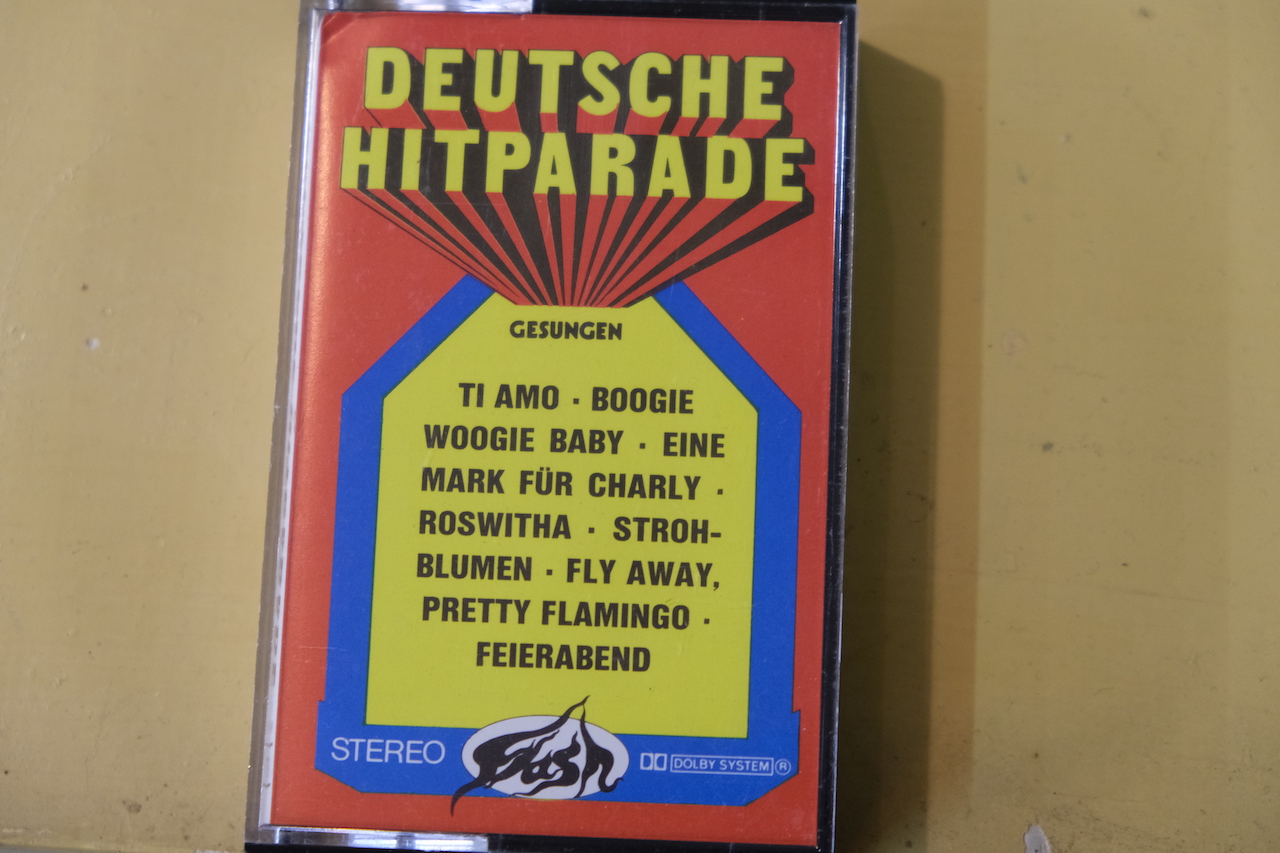 DEUTSCHE
HITPARADE
GESUNGEN
TI AMO · BOOGIE
WOOGIE BABY · EINE
MARK FÜR CHARLY ·
ROSWITHA · STROH-
BLUMEN · FLY AWAY,
PRETTY FLAMINGO ·
FEIERABEND
STEREO
Flash
DOLBY SYSTEM ®